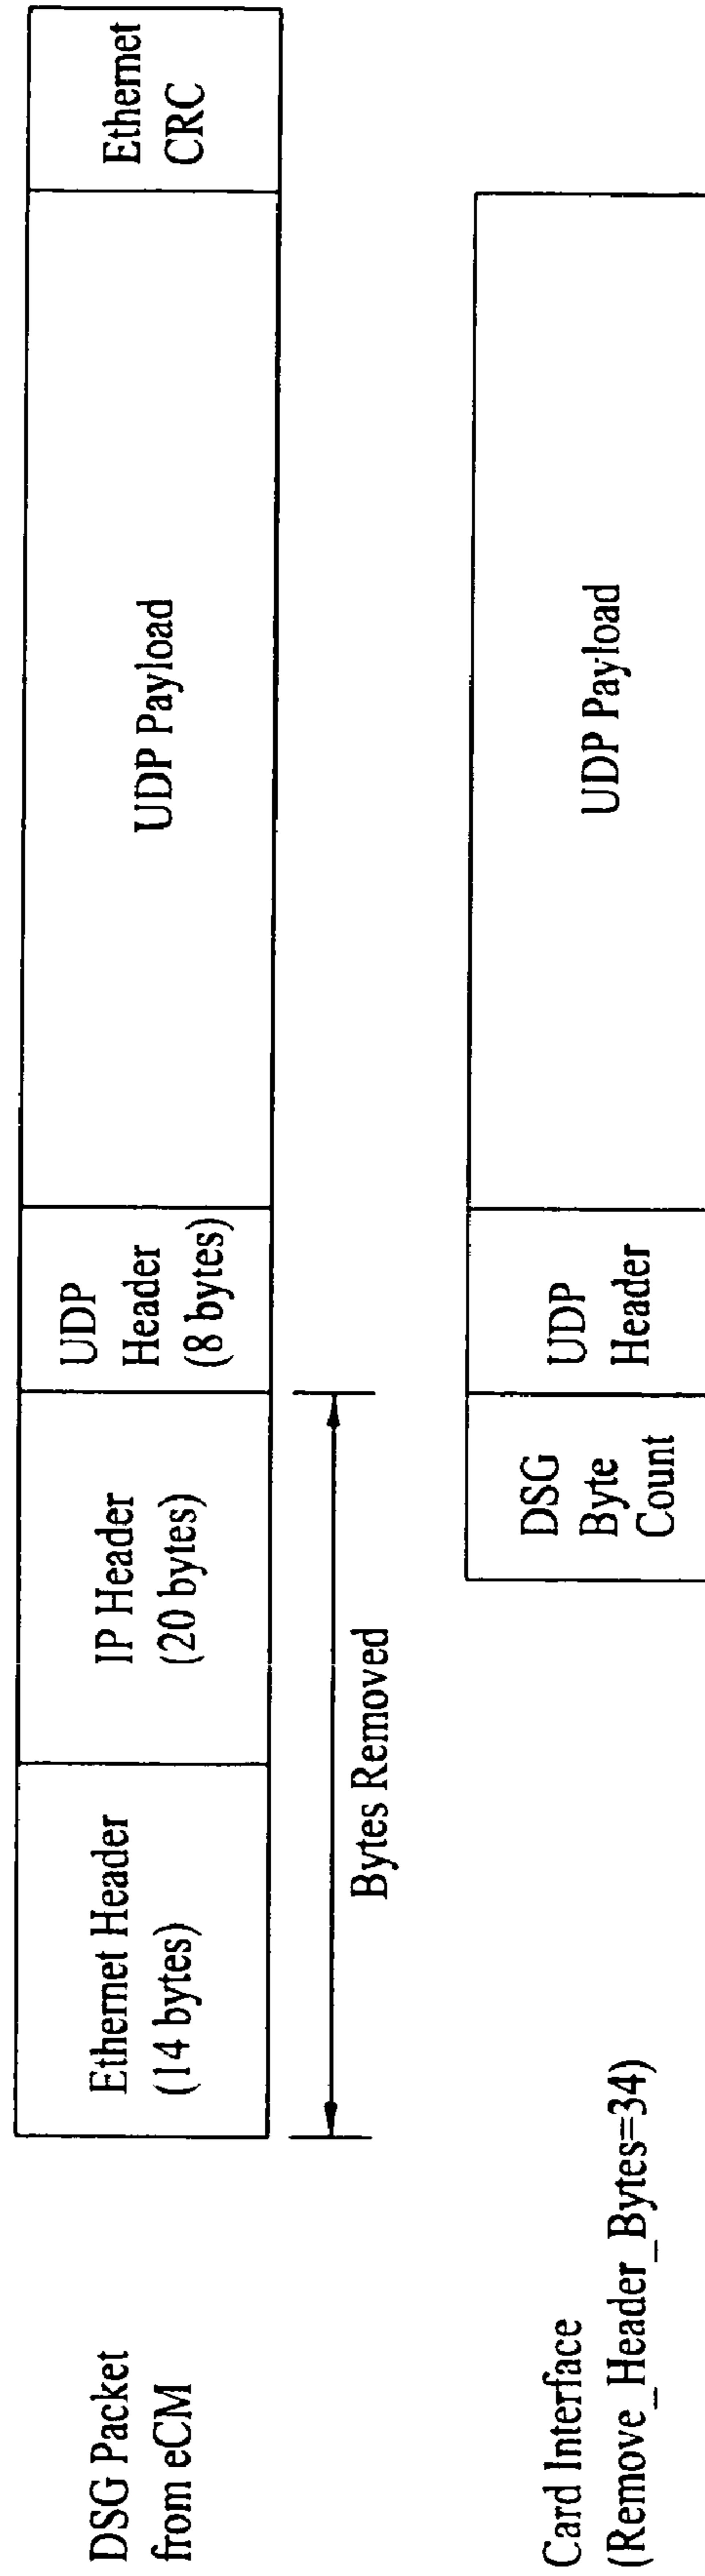 DSG Packet
from eCM
Ethernet Header
(14 bytes)
IP Header
(20 bytes)
UDP
Header
(8 bytes)
UDP Payload
Ethernet
CRC
Bytes Removed
Card Interface
(Remove_Header_Bytes=34)
DSG
Byte
Count
UDP
Header
UDP Payload